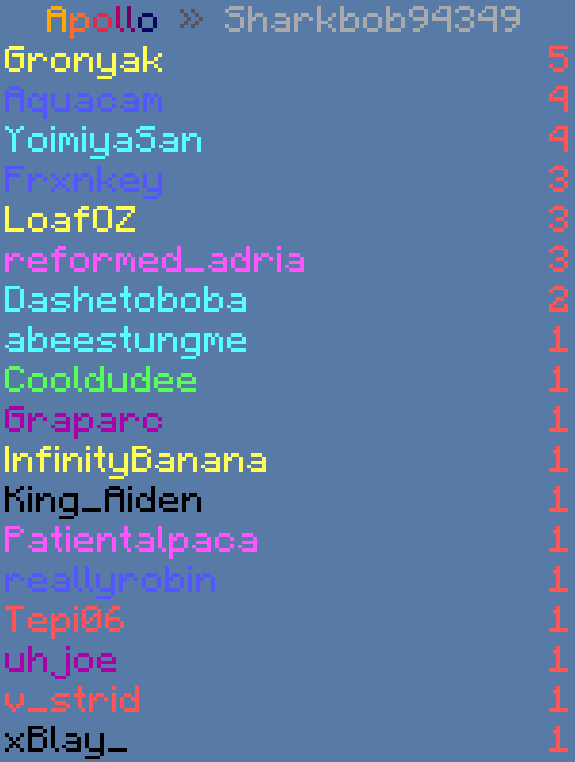 Apollo » Sharkbob94349
Gronyak 5
Aquacam 4
YoimiyaSan 4
Frxnkey 3
LoafOZ 3
reformed_adria 3
Dashetoboba 2
abeestungme 1
Cooldudee 1
Graparc 1
InfinityBanana 1
King_Aiden 1
Patientalpaca 1
reallyrobin 1
Tepi06 1
uhjoe 1
v_strid 1
xBlay_ 1